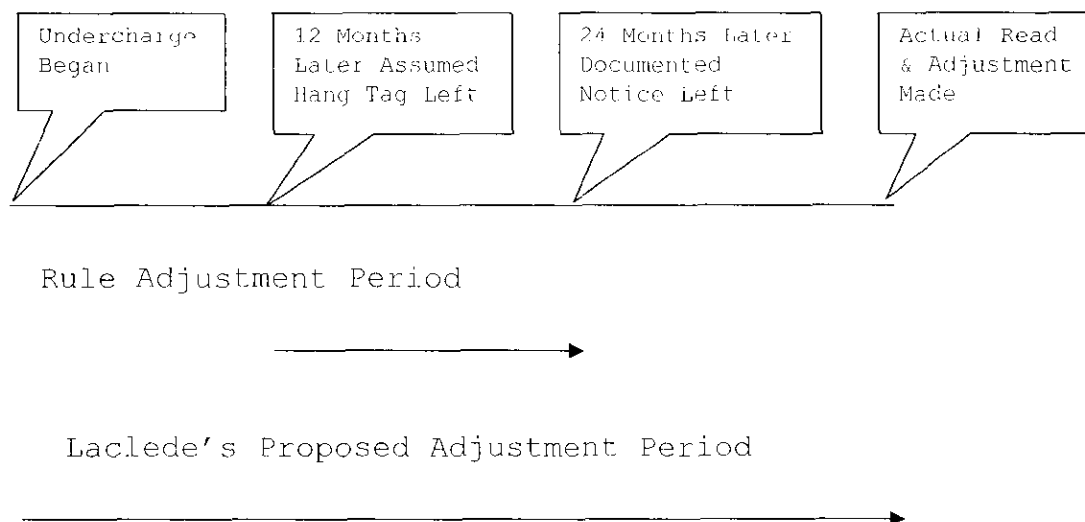 Undercharge
Began
12 Months
Later Assumed
Hang Tag Left
24 Months Later
Documented
Notice Left
Actual Read
& Adjustment
Made
Rule Adjustment Period
Laclede's Proposed Adjustment Period